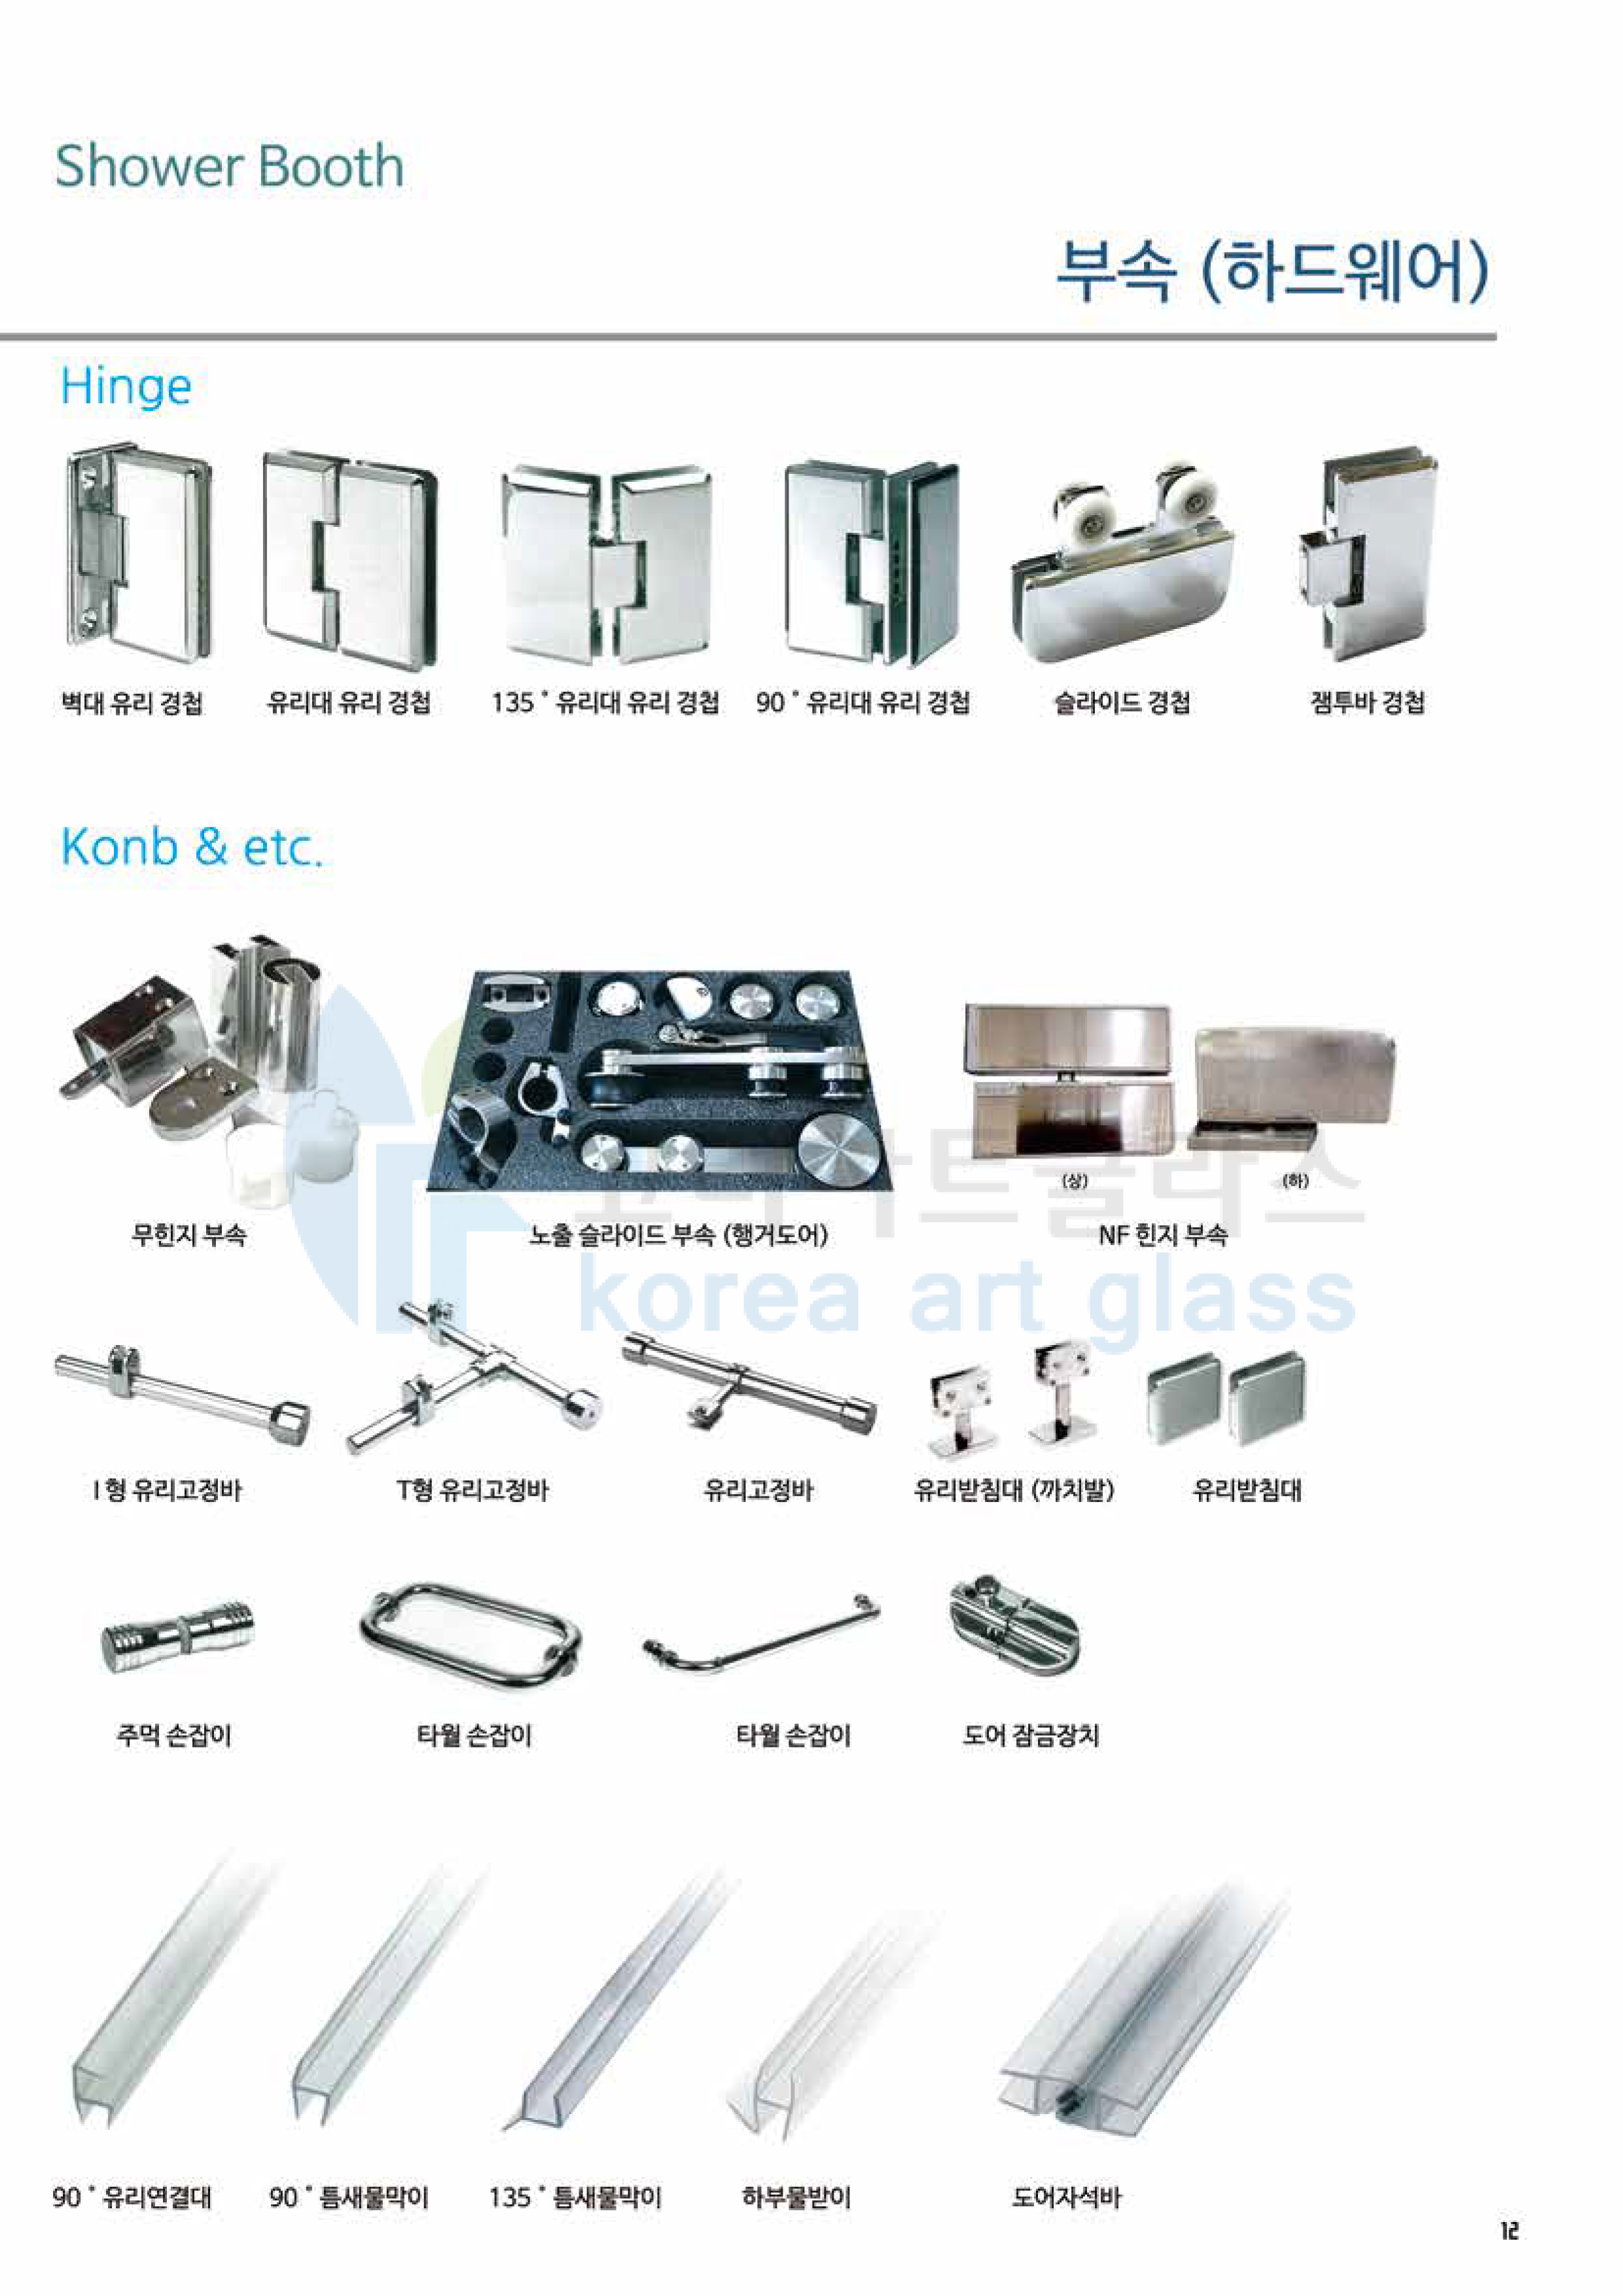 Shower Booth
부속 (하드웨어)
Hinge
벽대 유리 경첩
유리대 유리 경첩
135 ˚ 유리대 유리 경첩
90 ˚ 유리대 유리 경첩
슬라이드 경첩
잼투바 경첩
Konb & etc.
(상)
(하)
무힌지 부속
노출 슬라이드 부속 (행거도어)
NF 힌지 부속
코리아트글라스
korea art glass
I 형 유리고정바
T형 유리고정바
유리고정바
유리받침대 (까치발)
유리받침대
주먹 손잡이
타월 손잡이
타월 손잡이
도어 잠금장치
90 ˚ 유리연결대
90 ˚ 틈새물막이
135 ˚ 틈새물막이
하부물받이
도어자석바
12